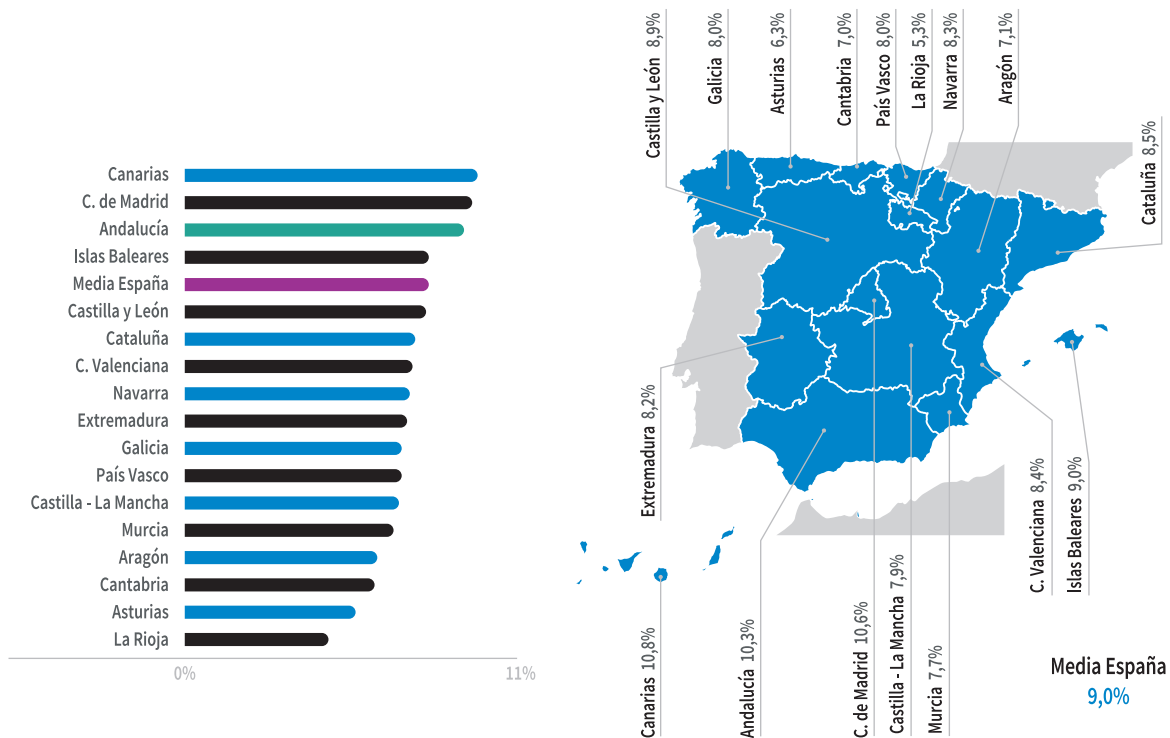 Canarias
C. de Madrid
Andalucía
Islas Baleares
Media España
Castilla y León
Cataluña
C. Valenciana
Navarra
Extremadura
Galicia
País Vasco
Castilla - La Mancha
Murcia
Aragón
Cantabria
Asturias
La Rioja
0%
11%
Castilla y León 8,9%
Galicia 8,0%
Asturias 6,3%
Cantabria 7,0%
País Vasco 8,0%
La Rioja 5,3%
Navarra 8,3%
Aragón 7,1%
Cataluña 8,5%
Extremadura 8,2%
Canarias 10,8%
Andalucía 10,3%
C. de Madrid 10,6%
Castilla - La Mancha 7,9%
Murcia 7,7%
C. Valenciana 8,4%
Islas Baleares 9,0%
Media España
9,0%